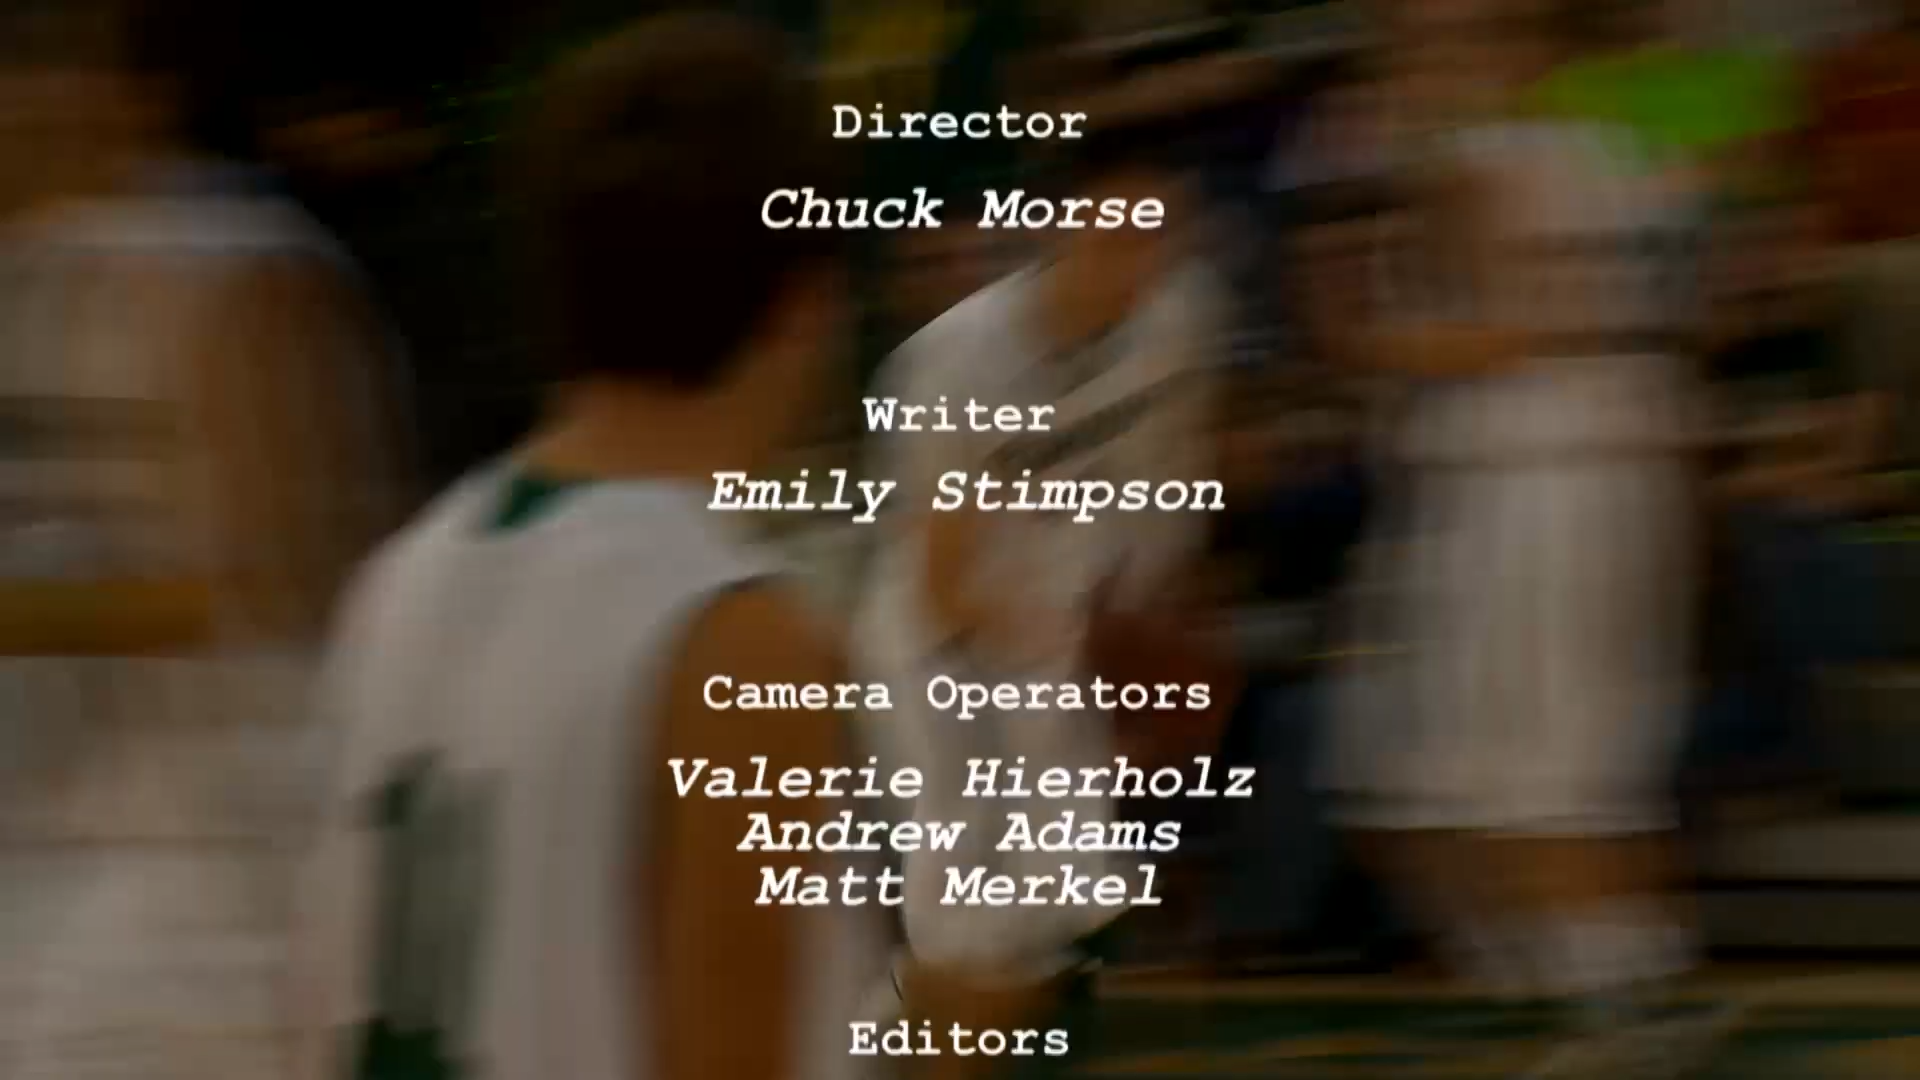 Director
Chuck Morse
Writer
Emily Stimpson
Camera Operators
Valerie Hierholz
Andrew Adams
Matt Merkel
Editors